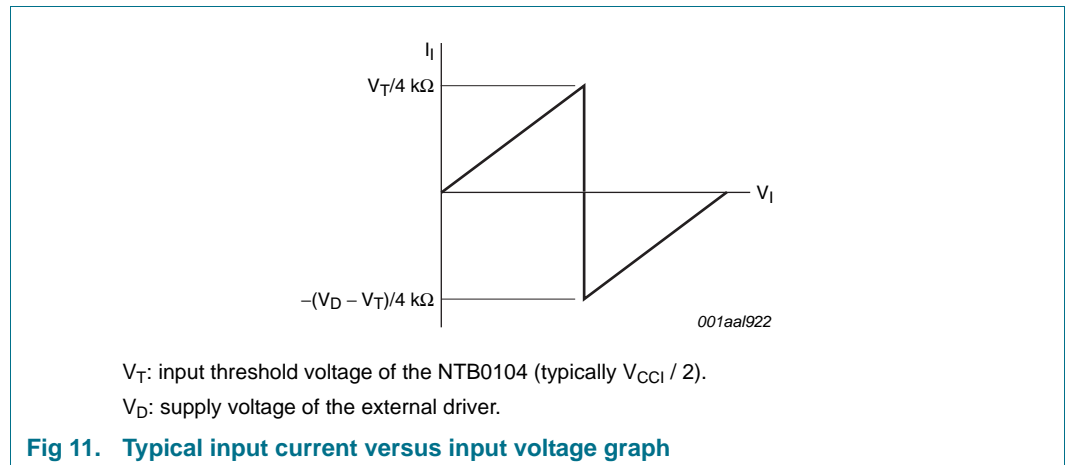 I_I
V_T/4 kΩ
V_I
−(V_D − V_T)/4 kΩ
001aal922
V_T: input threshold voltage of the NTB0104 (typically V_CCI / 2).
V_D: supply voltage of the external driver.
Fig 11. Typical input current versus input voltage graph